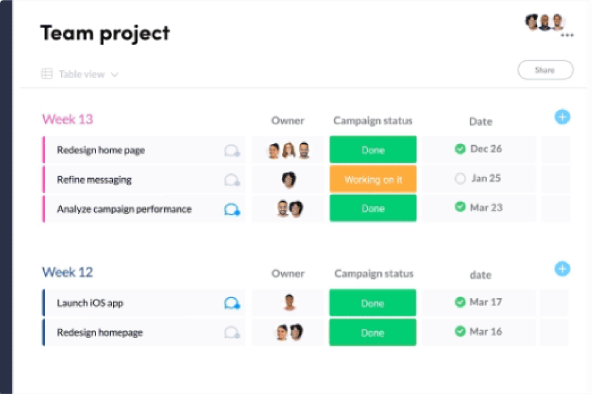 Team project
Table view
Share
Week 13 Owner Campaign status Date
Redesign home page Done Dec 26
Refine messaging Working on it Jan 25
Analyze campaign performance Done Mar 23
Week 12 Owner Campaign status date
Launch iOS app Done Mar 17
Redesign homepage Done Mar 16